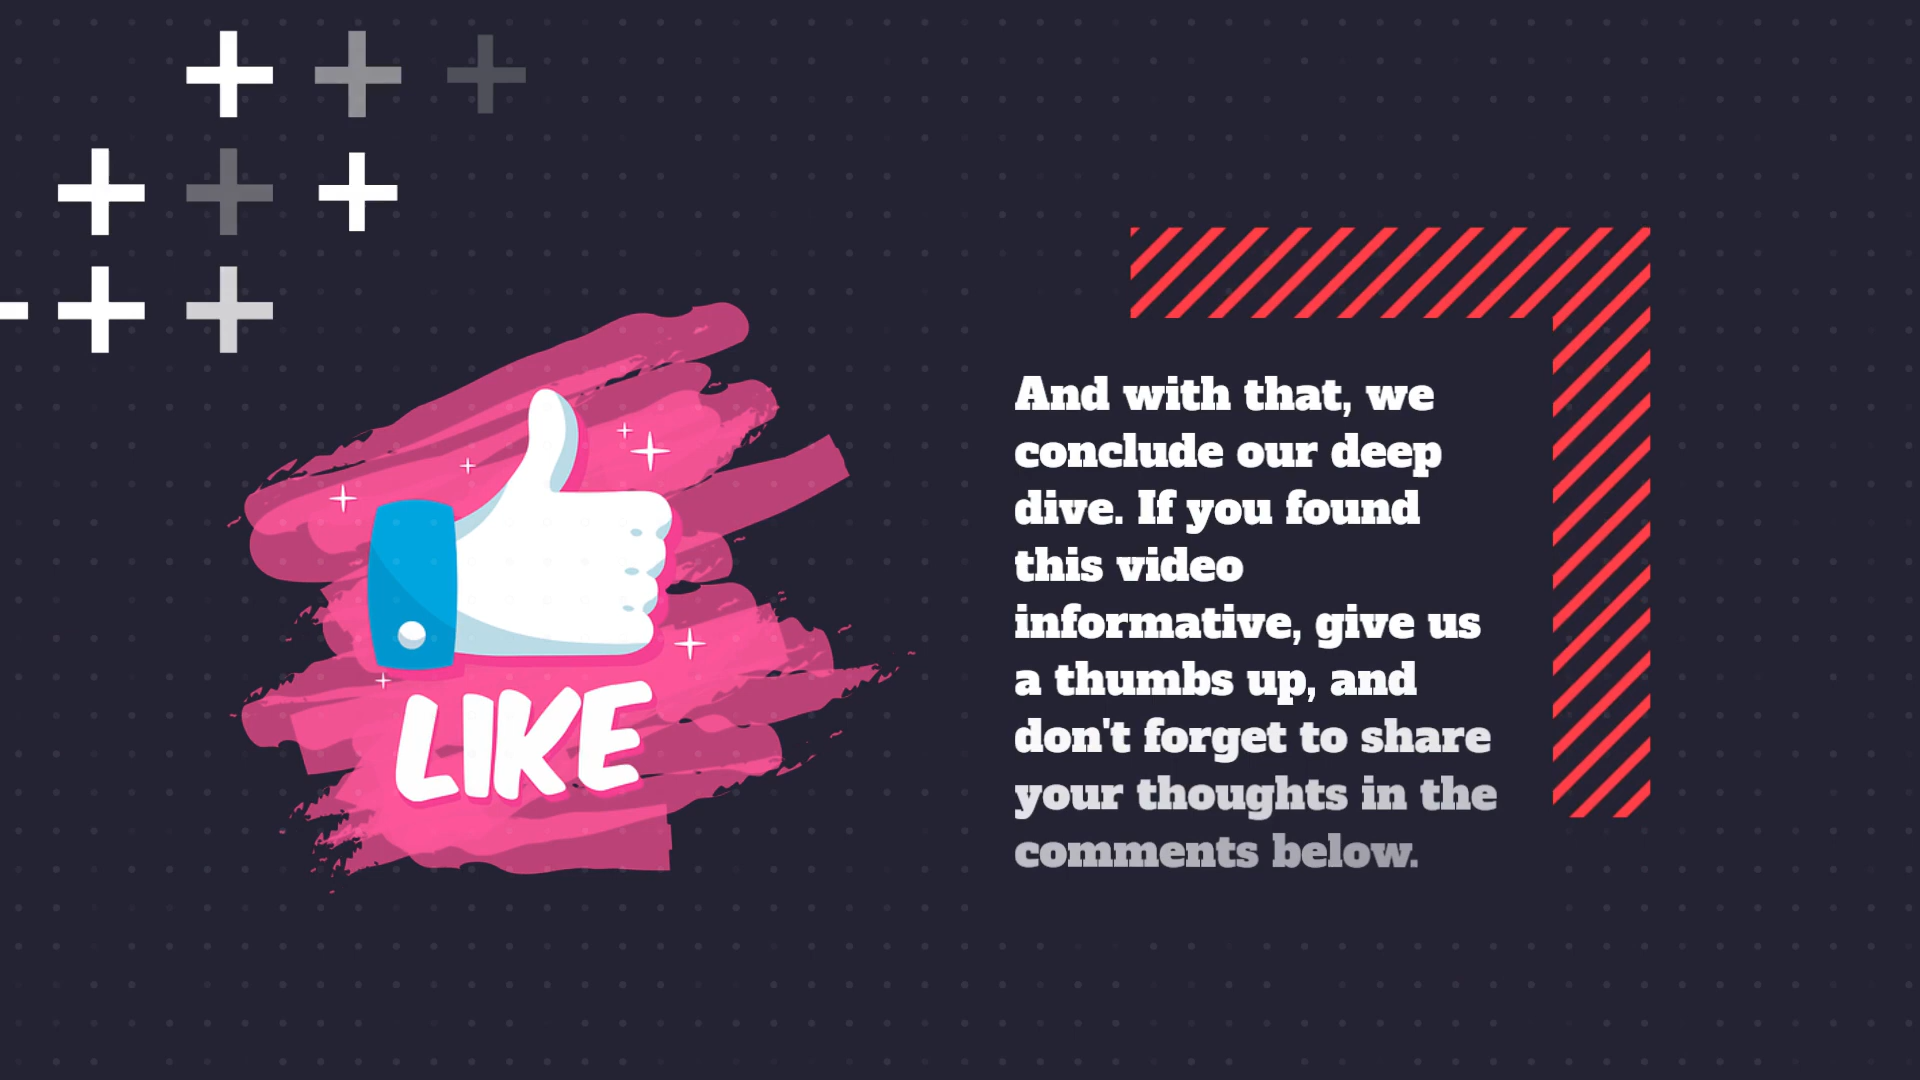 LIKE
And with that, we
conclude our deep
dive. If you found
this video
informative, give us
a thumbs up, and
don't forget to share
your thoughts in the
comments below.